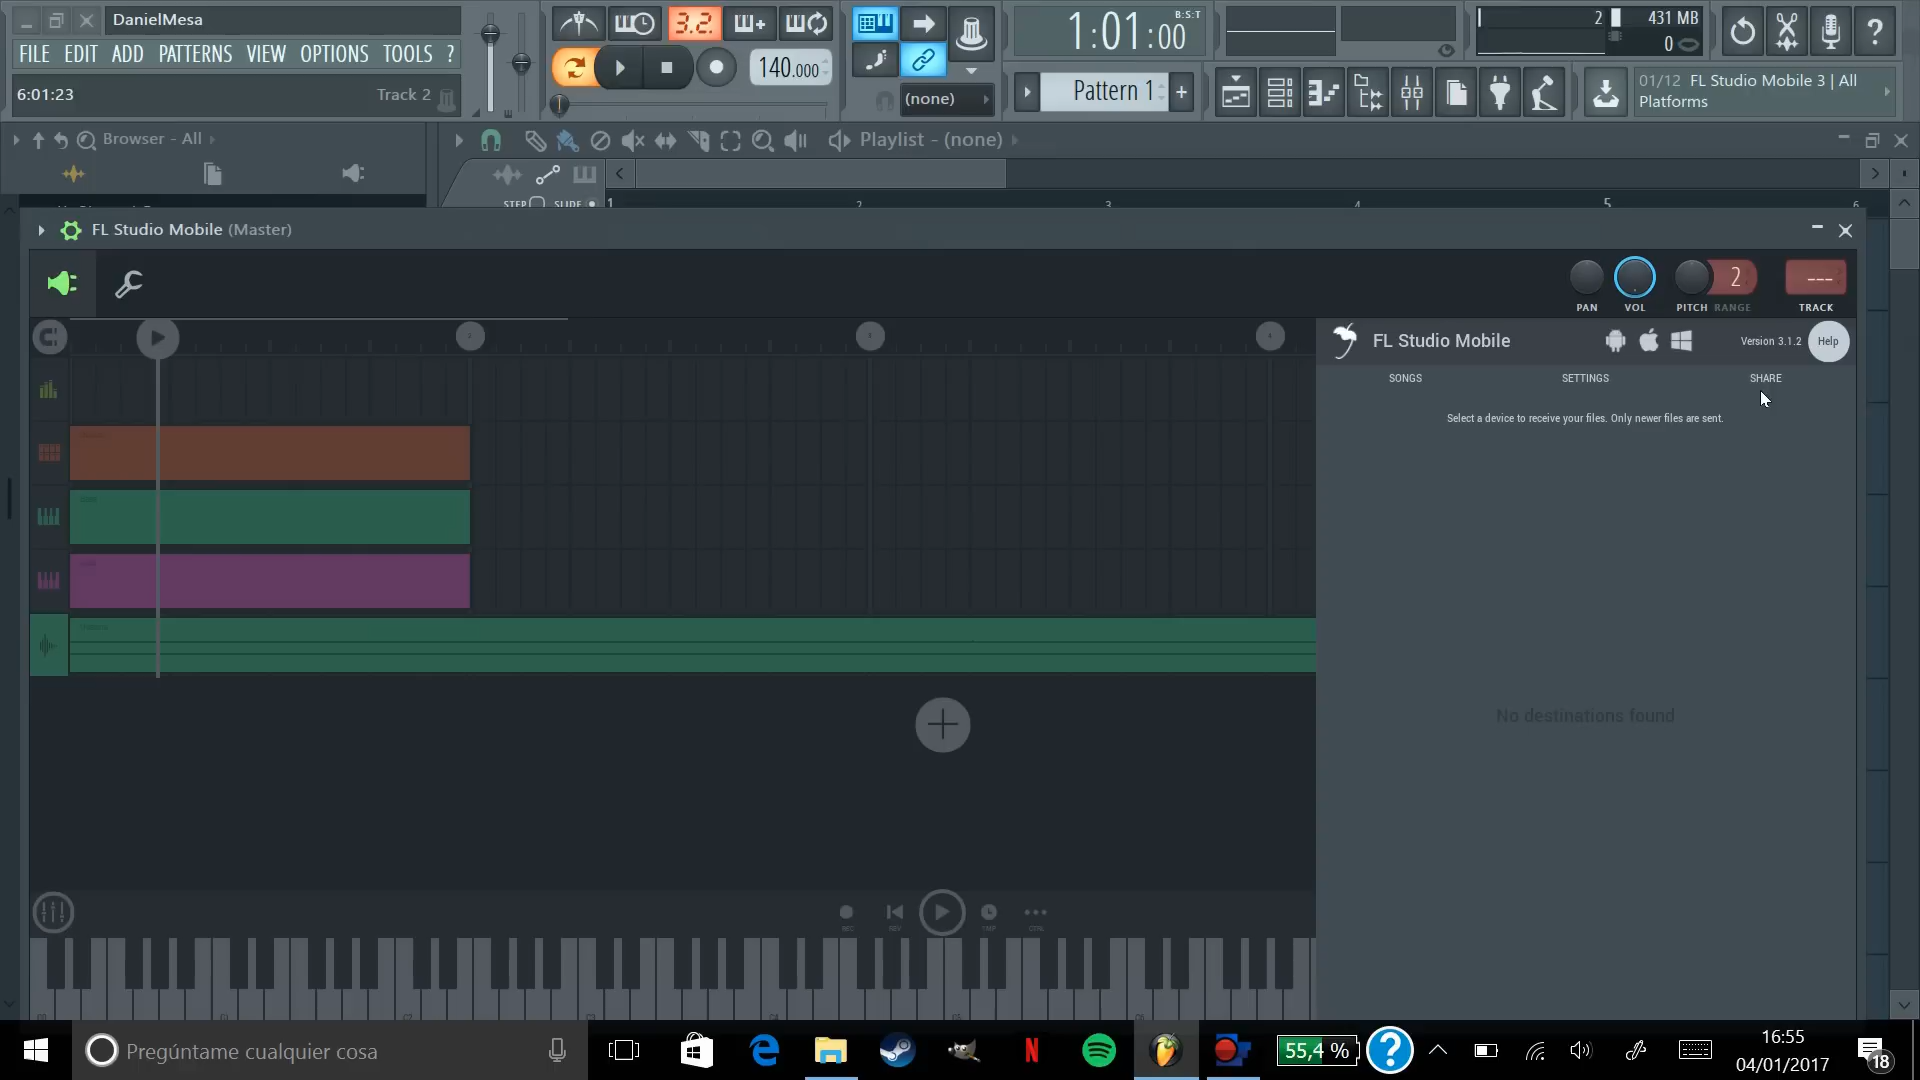 DanielMesa
FILE EDIT ADD PATTERNS VIEW OPTIONS TOOLS ?
6:01:23 Track 2
3.2.
140.000
1:01:00 B:S:T
(none)
Pattern 1
2 431 MB
0
01/12 FL Studio Mobile 3 | All
Platforms
Browser - All
Playlist - (none)
STEP SLIDE 1 2 3 4 5 6
FL Studio Mobile (Master)
2 ---
PAN VOL PITCH RANGE TRACK
FL Studio Mobile Version 3.1.2 Help
SONGS SETTINGS SHARE
Select a device to receive your files. Only newer files are sent.
No destinations found
Pregúntame cualquier cosa
55,4 %
16:55
04/01/2017
18